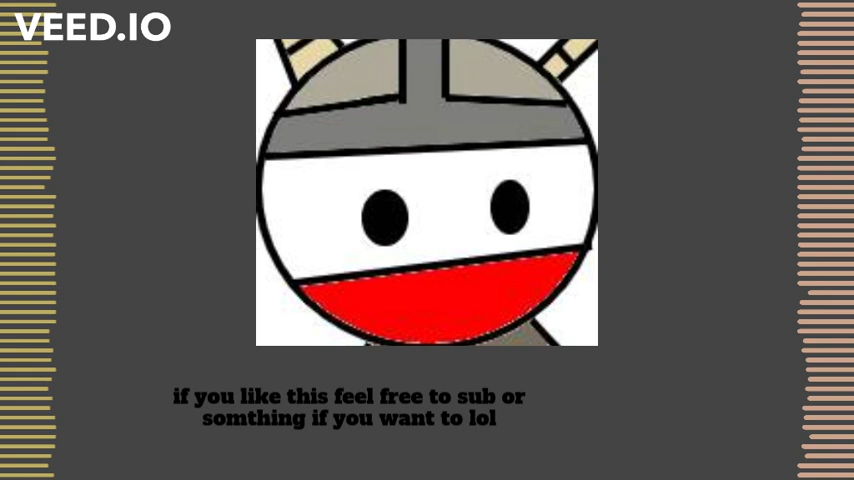 VEED.IO
if you like this feel free to sub or
somthing if you want to lol